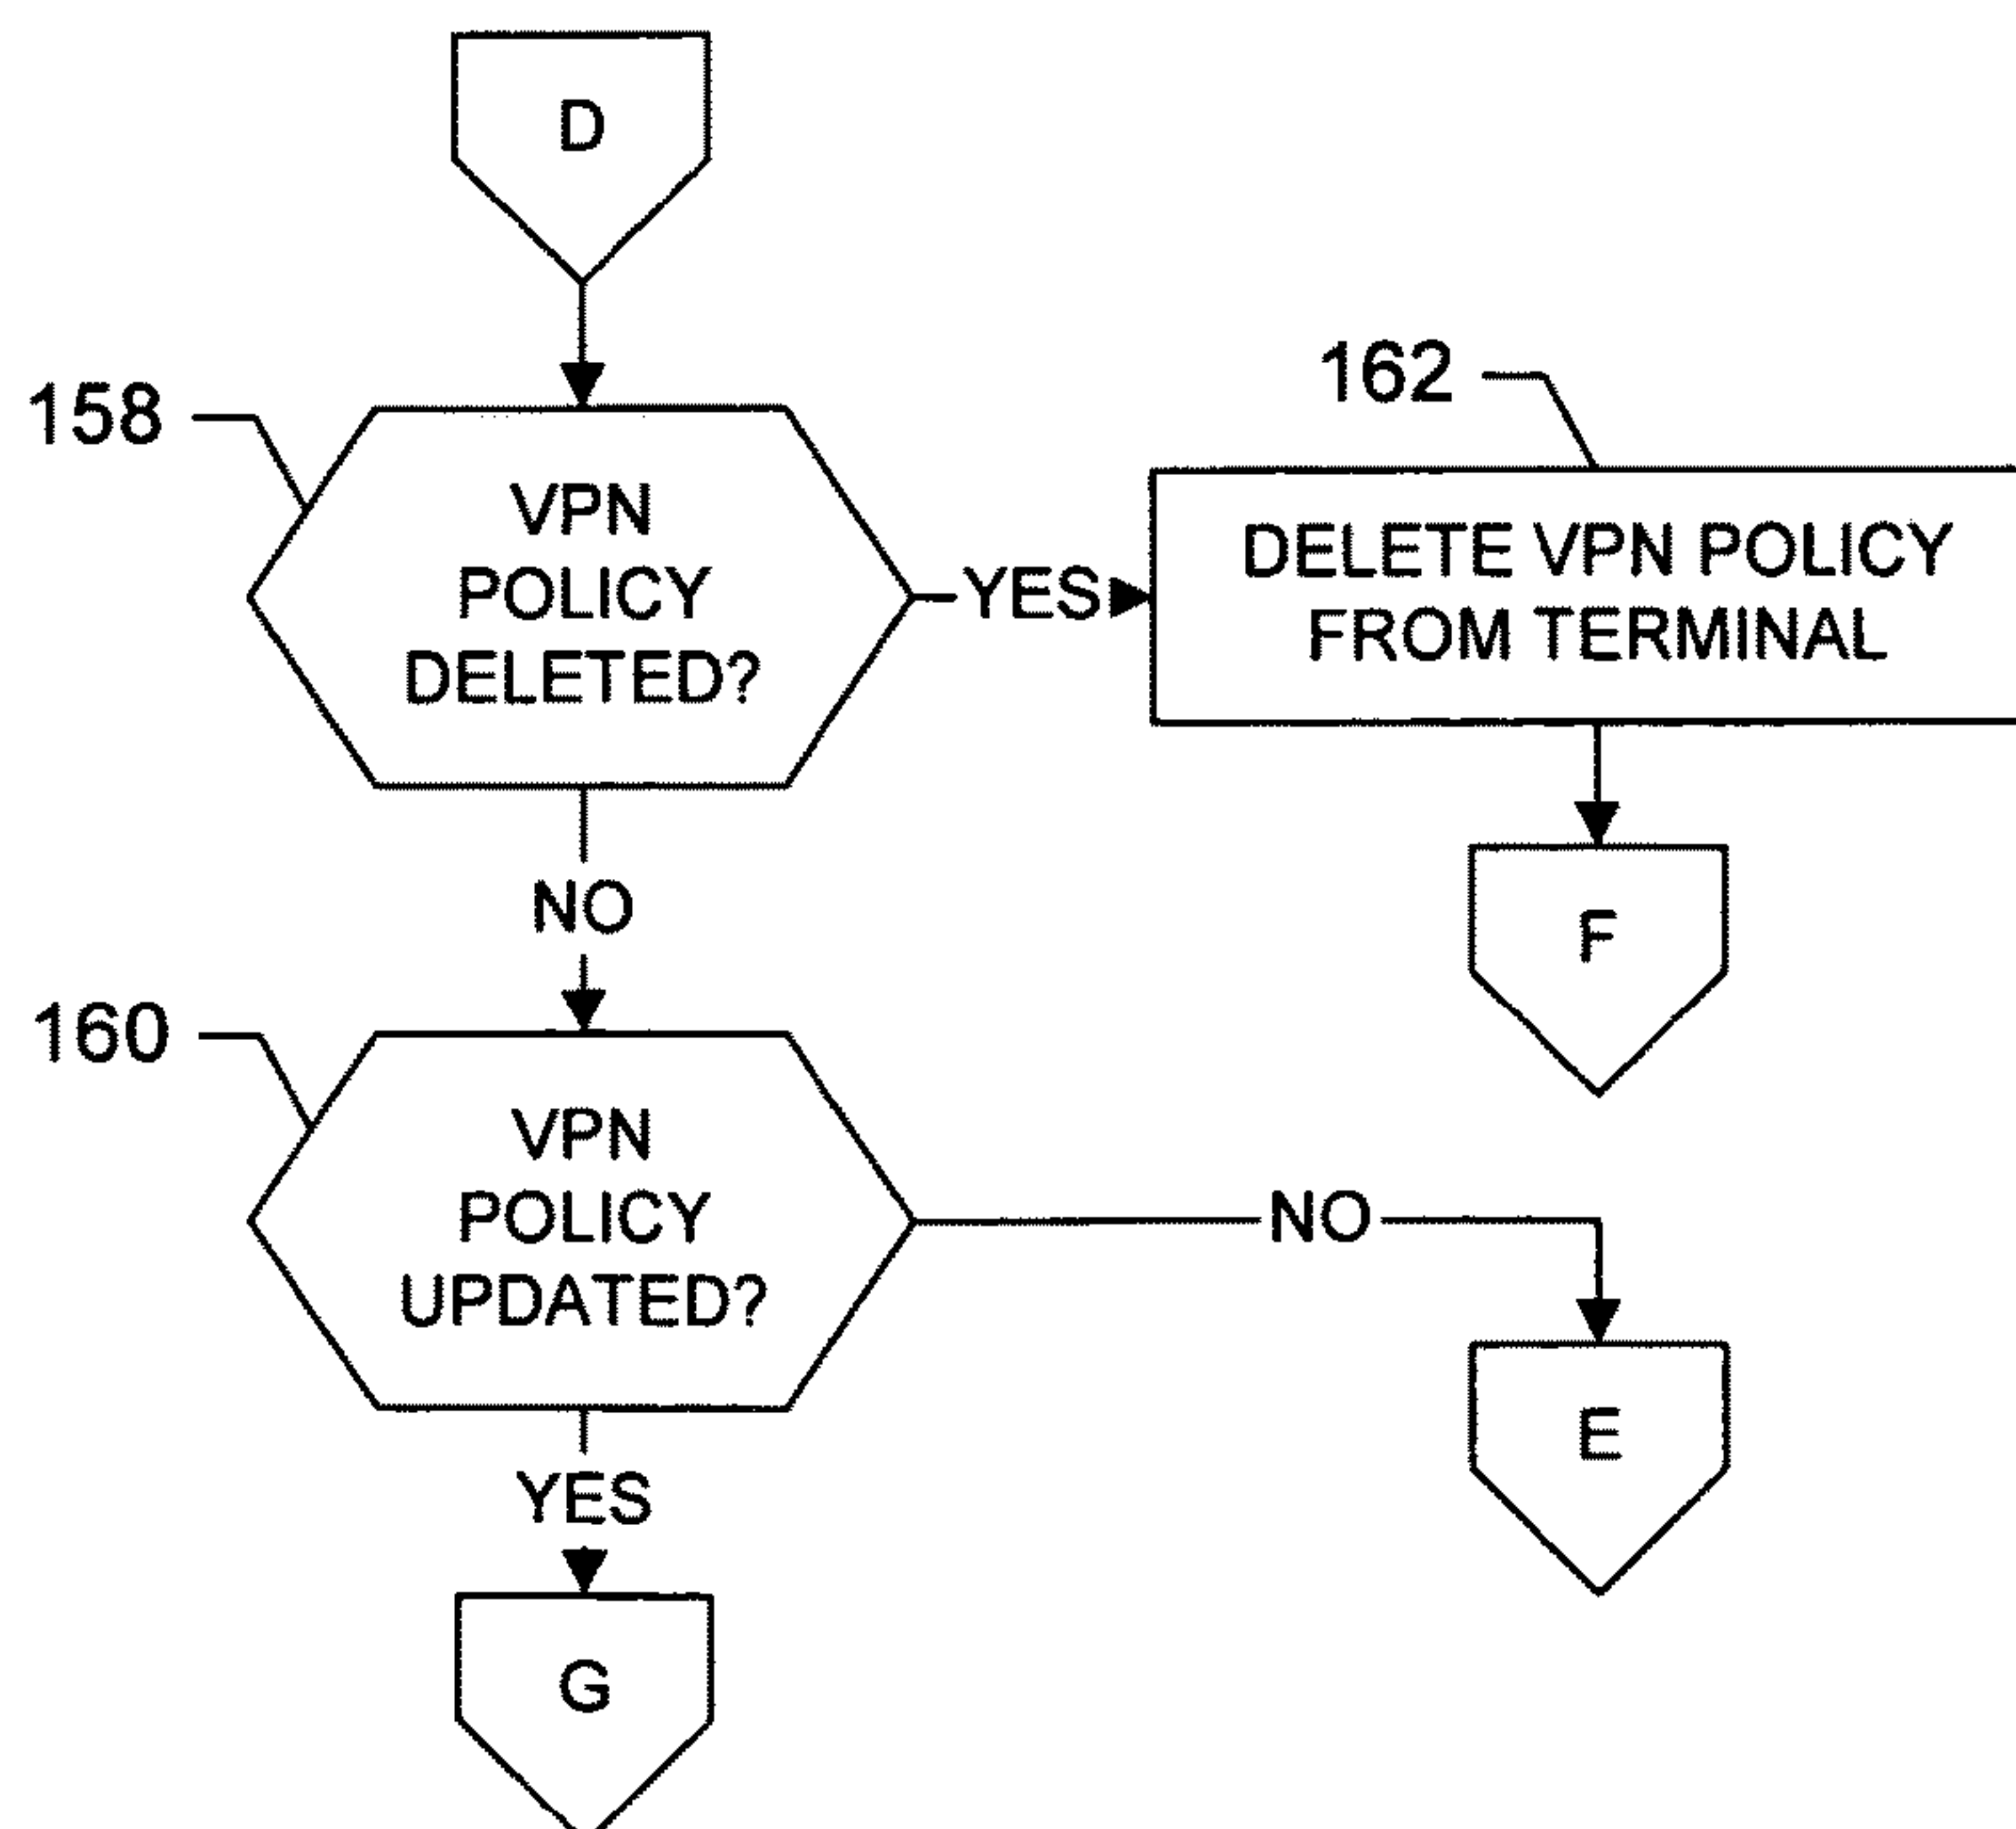 D
158
VPN
POLICY
DELETED?
YES
162
DELETE VPN POLICY
FROM TERMINAL
F
NO
160
VPN
POLICY
UPDATED?
NO
E
YES
G